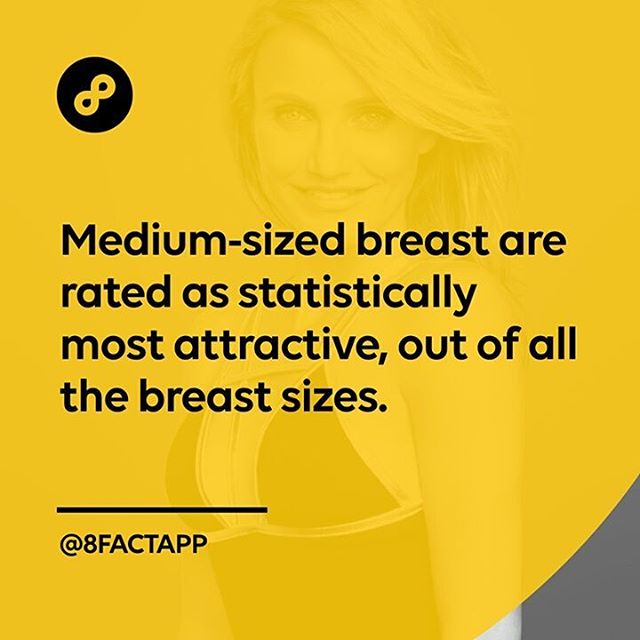 Medium-sized breast are
rated as statistically
most attractive, out of all
the breast sizes.
@8FACTAPP